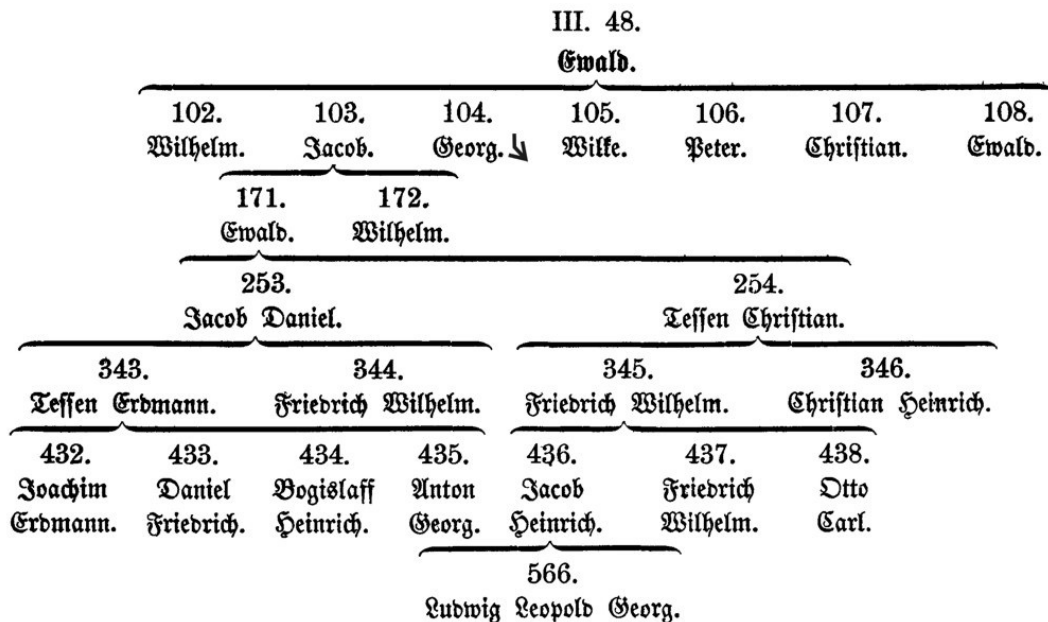 III. 48.
Ewald.
102. 103. 104. 105. 106. 107. 108.
Wilhelm. Jacob. Georg. Wilke. Peter. Christian. Ewald.
171. 172.
Ewald. Wilhelm.
253. 254.
Jacob Daniel. Tessen Christian.
343. 344. 345. 346.
Tessen Erdmann. Friedrich Wilhelm. Friedrich Wilhelm. Christian Heinrich.
432. 433. 434. 435. 436. 437. 438.
Joachim Daniel Bogislaff Anton Jacob Friedrich Otto
Erdmann. Friedrich. Heinrich. Georg. Heinrich. Wilhelm. Carl.
566.
Ludwig Leopold Georg.